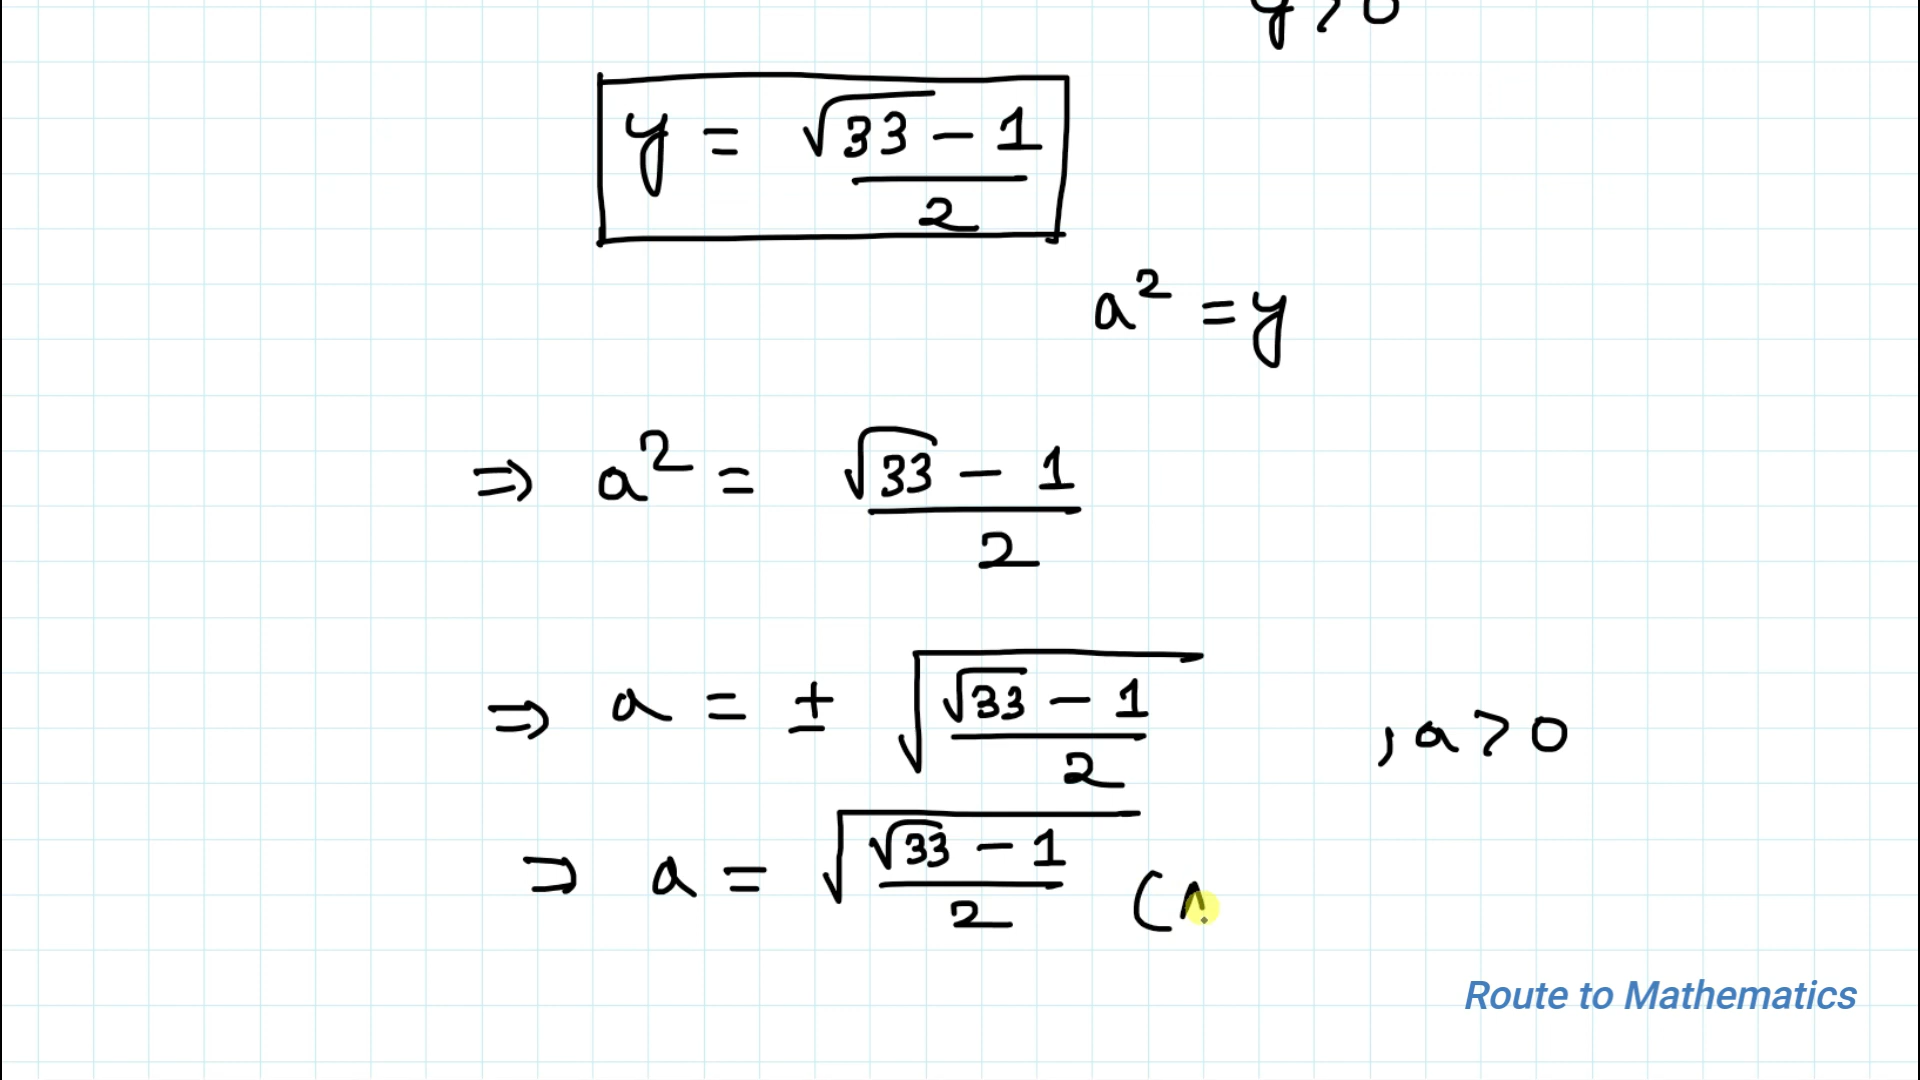 y > 0
y = √33 - 1 / 2
a² = y
⇒ a² = √33 - 1 / 2
⇒ a = ± √(√33 - 1 / 2) , a > 0
⇒ a = √(√33 - 1 / 2) (
Route to Mathematics